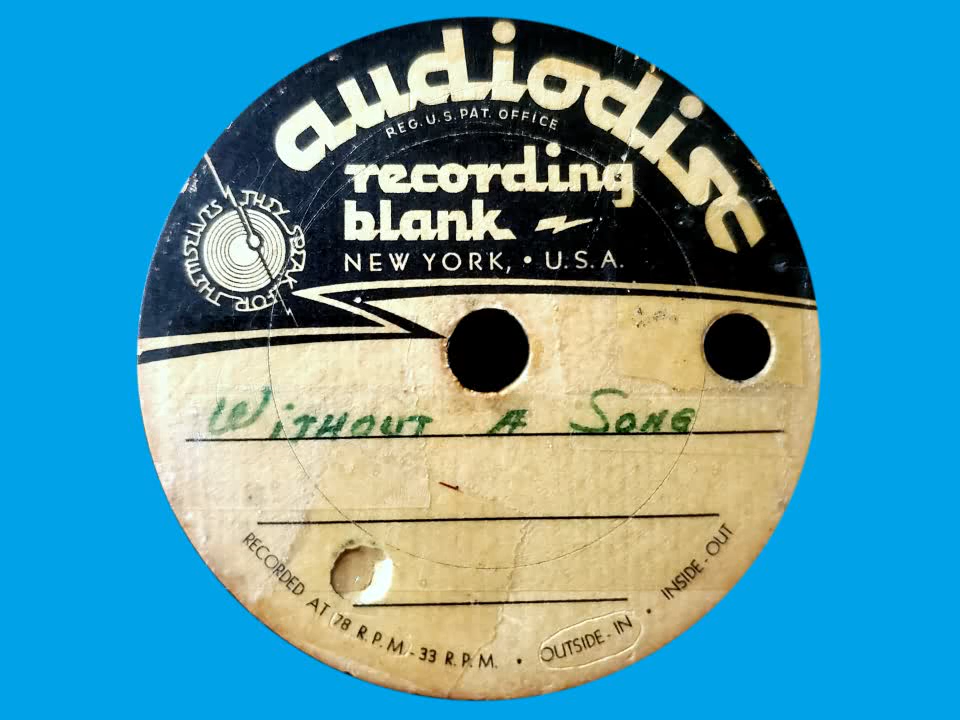 audiodisc
REG. U.S. PAT. OFFICE
recording
blank
NEW YORK, • U.S.A.
THEY SPEAK FOR THEMSELVES
WITHOUT A SONG
RECORDED AT 78 R.P.M. - 33 R.P.M. • OUTSIDE - IN • INSIDE - OUT